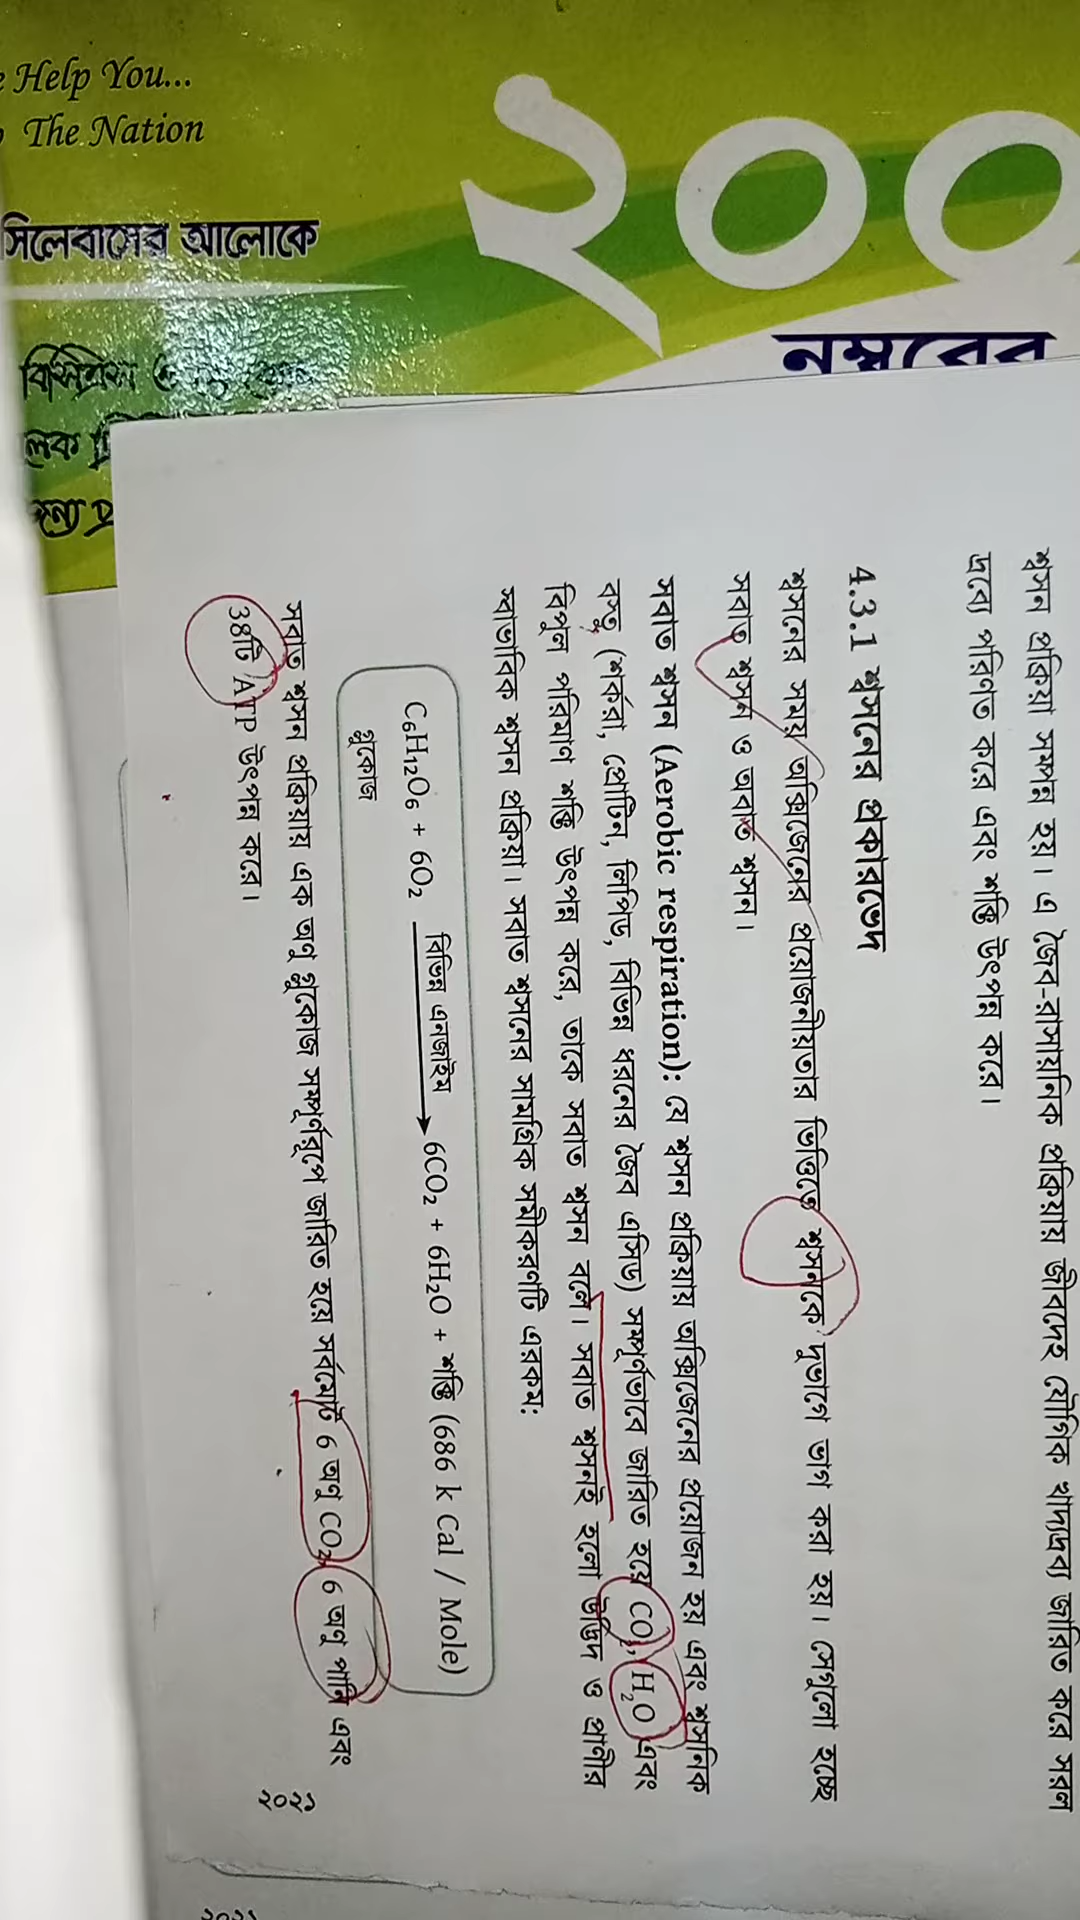 Help You...
The Nation
সিলেবাসের আলোকে
২০০
নম্বরের
বিসিএস
শ্বসন প্রক্রিয়া সম্পন্ন হয়। এ জৈব-রাসায়নিক প্রক্রিয়ায় জীবদেহ যৌগিক খাদ্যদ্রব্য জারিত করে সরল
দ্রব্যে পরিণত করে এবং শক্তি উৎপন্ন করে।
4.3.1 শ্বসনের প্রকারভেদ
শ্বসনের সময় অক্সিজেনের প্রয়োজনীয়তার ভিত্তিতে শ্বসনকে দুভাগে ভাগ করা হয়। সেগুলো হচ্ছে
সবাত শ্বসন ও অবাত শ্বসন।
সবাত শ্বসন (Aerobic respiration): যে শ্বসন প্রক্রিয়ায় অক্সিজেনের প্রয়োজন হয় এবং শ্বসনিক
বস্তু (শর্করা, প্রোটিন, লিপিড, বিভিন্ন ধরনের জৈব এসিড) সম্পূর্ণভাবে জারিত হয়ে CO₂, H₂O এবং
বিপুল পরিমাণ শক্তি উৎপন্ন করে, তাকে সবাত শ্বসন বলে। সবাত শ্বসনই হলো উদ্ভিদ ও প্রাণীর
স্বাভাবিক শ্বসন প্রক্রিয়া। সবাত শ্বসনের সামগ্রিক সমীকরণটি এরকম:
C₆H₁₂O₆ + 6O₂ বিভিন্ন এনজাইম → 6CO₂ + 6H₂O + শক্তি (686 k Cal / Mole)
গ্লুকোজ
সবাত শ্বসন প্রক্রিয়ায় এক অণু গ্লুকোজ সম্পূর্ণরূপে জারিত হয়ে সর্বমোট 6 অণু CO₂, 6 অণু পানি এবং
38টি ATP উৎপন্ন করে।
২০২১
২০২১